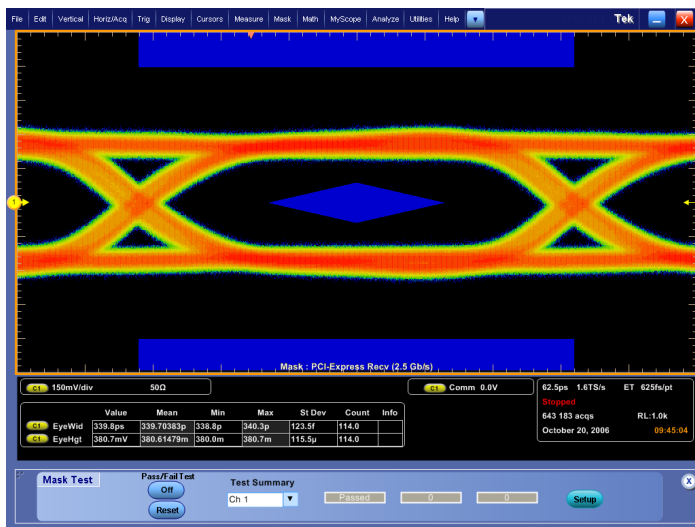 File Edit Vertical Horiz/Acq Trig Display Cursors Measure Mask Math MyScope Analyze Utilities Help Tek X
1
Mask : PCI-Express Recv (2.5 Gb/s)
C1 150mV/div 50Ω
C1 Comm 0.0V
62.5ps 1.6TS/s ET 625fs/pt
Stopped
643 183 acqs RL:1.0k
October 20, 2006 09:45:04
Value Mean Min Max St Dev Count Info
C1 EyeWid 339.8ps 339.70383p 338.8p 340.3p 123.5f 114.0
C1 EyeHgt 380.7mV 380.61479m 380.0m 380.7m 115.5µ 114.0
Mask Test
Pass/Fail Test
Off
Reset
Test Summary
Ch 1
Passed 0 0
Setup
X